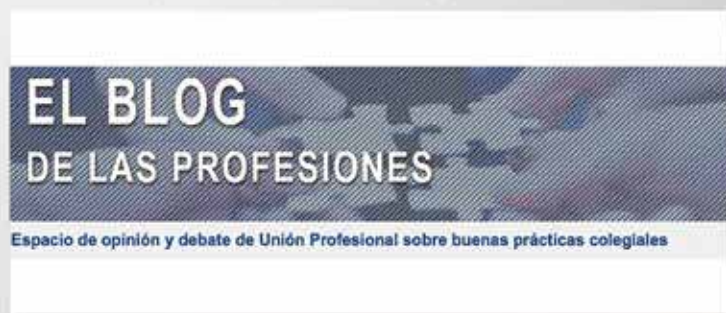 EL BLOG
DE LAS PROFESIONES
Espacio de opinión y debate de Unión Profesional sobre buenas prácticas colegiales